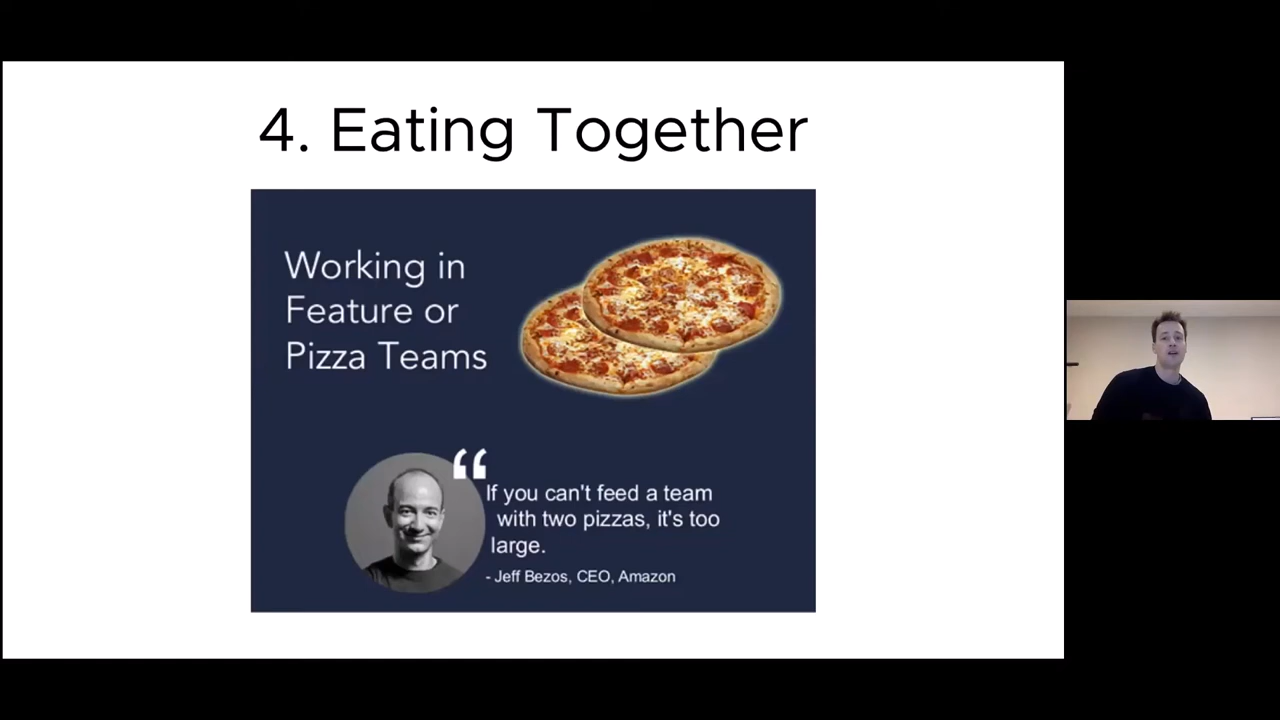 4. Eating Together
Working in
Feature or
Pizza Teams
“
If you can't feed a team
with two pizzas, it's too
large.
- Jeff Bezos, CEO, Amazon